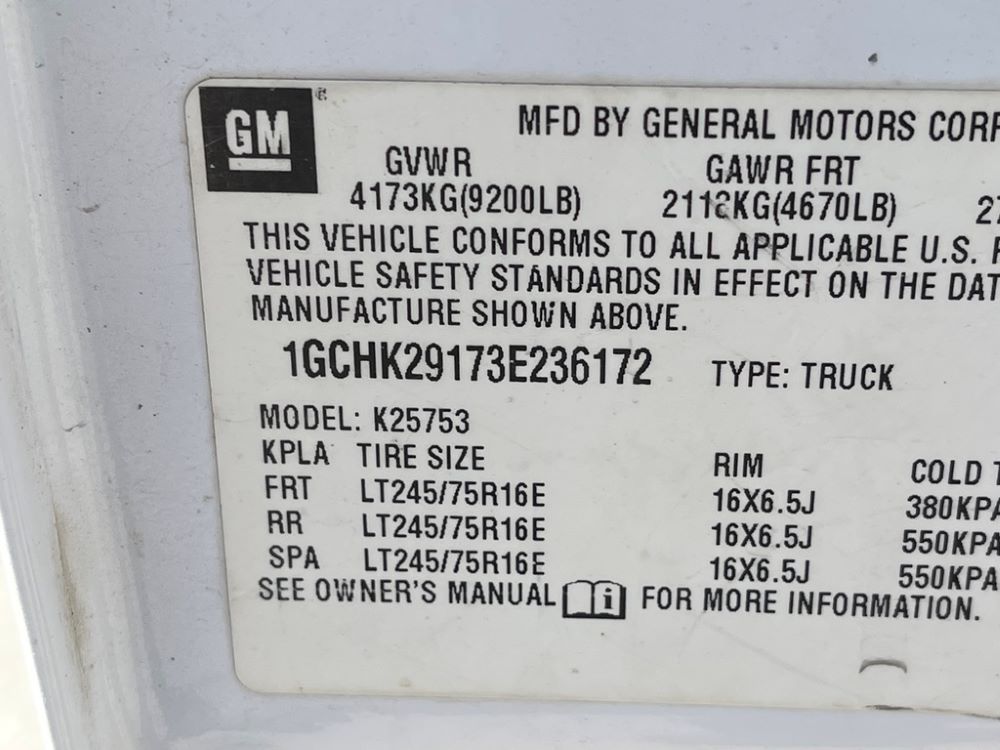 GM
MFD BY GENERAL MOTORS CORP
GVWR GAWR FRT
4173KG(9200LB) 2118KG(4670LB) 27
THIS VEHICLE CONFORMS TO ALL APPLICABLE U.S. F
VEHICLE SAFETY STANDARDS IN EFFECT ON THE DAT
MANUFACTURE SHOWN ABOVE.
1GCHK29173E236172 TYPE: TRUCK
MODEL: K25753
KPLA TIRE SIZE RIM COLD T
FRT LT245/75R16E 16X6.5J 380KPA
RR LT245/75R16E 16X6.5J 550KPA
SPA LT245/75R16E 16X6.5J 550KPA
SEE OWNER'S MANUAL i FOR MORE INFORMATION.